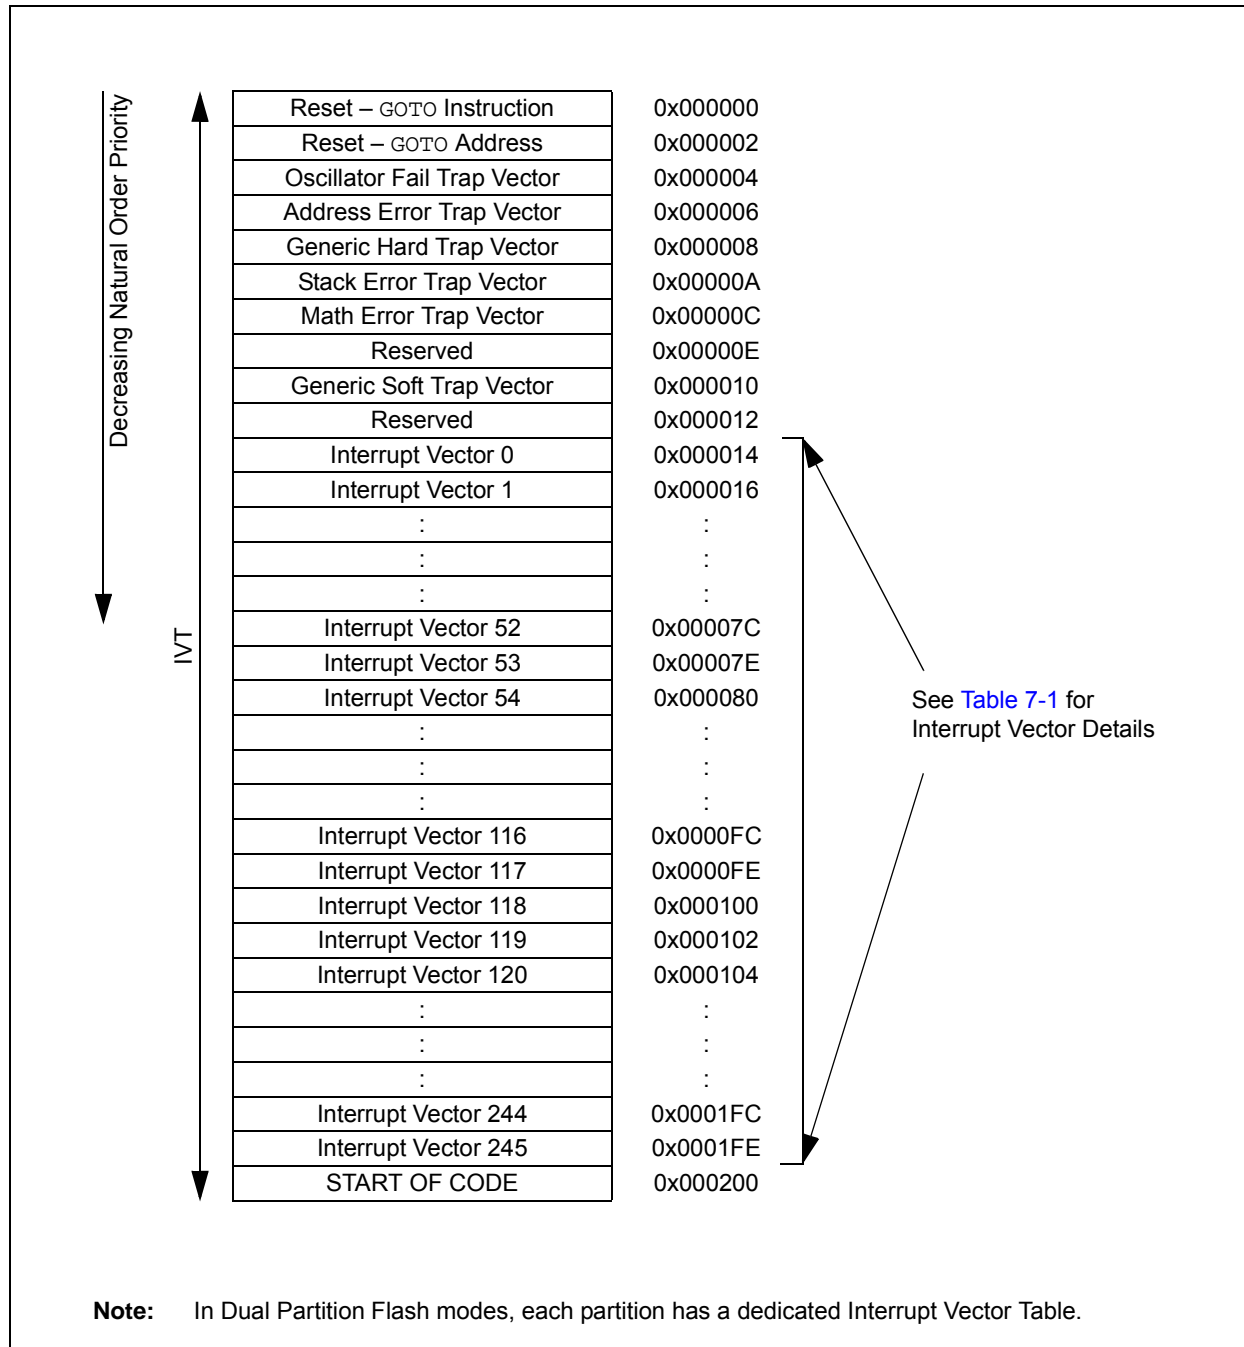 Decreasing Natural Order Priority
IVT
Reset – GOTO Instruction 0x000000
Reset – GOTO Address 0x000002
Oscillator Fail Trap Vector 0x000004
Address Error Trap Vector 0x000006
Generic Hard Trap Vector 0x000008
Stack Error Trap Vector 0x00000A
Math Error Trap Vector 0x00000C
Reserved 0x00000E
Generic Soft Trap Vector 0x000010
Reserved 0x000012
Interrupt Vector 0 0x000014
Interrupt Vector 1 0x000016
: :
: :
: :
Interrupt Vector 52 0x00007C
Interrupt Vector 53 0x00007E
Interrupt Vector 54 0x000080
: :
: :
: :
Interrupt Vector 116 0x0000FC
Interrupt Vector 117 0x0000FE
Interrupt Vector 118 0x000100
Interrupt Vector 119 0x000102
Interrupt Vector 120 0x000104
: :
: :
: :
Interrupt Vector 244 0x0001FC
Interrupt Vector 245 0x0001FE
START OF CODE 0x000200
See Table 7-1 for
Interrupt Vector Details
Note: In Dual Partition Flash modes, each partition has a dedicated Interrupt Vector Table.